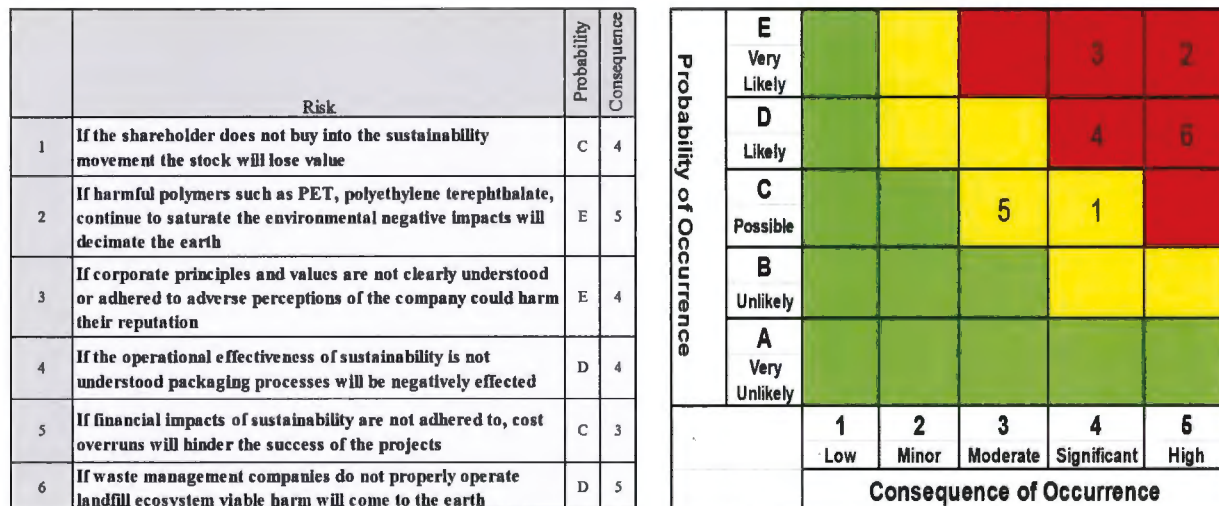 Risk
Probability
Consequence
1
If the shareholder does not buy into the sustainability
movement the stock will lose value
C
4
2
If harmful polymers such as PET, polyethylene terephthalate,
continue to saturate the environmental negative impacts will
decimate the earth
E
5
3
If corporate principles and values are not clearly understood
or adhered to adverse perceptions of the company could harm
their reputation
E
4
4
If the operational effectiveness of sustainability is not
understood packaging processes will be negatively effected
D
4
5
If financial impacts of sustainability are not adhered to, cost
overruns will hinder the success of the projects
C
3
6
If waste management companies do not properly operate
landfill ecosystem viable harm will come to the earth
D
5
Probability of Occurrence
E
Very
Likely
3
2
D
Likely
4
6
C
Possible
5
1
B
Unlikely
A
Very
Unlikely
1
2
3
4
5
Low
Minor
Moderate
Significant
High
Consequence of Occurrence